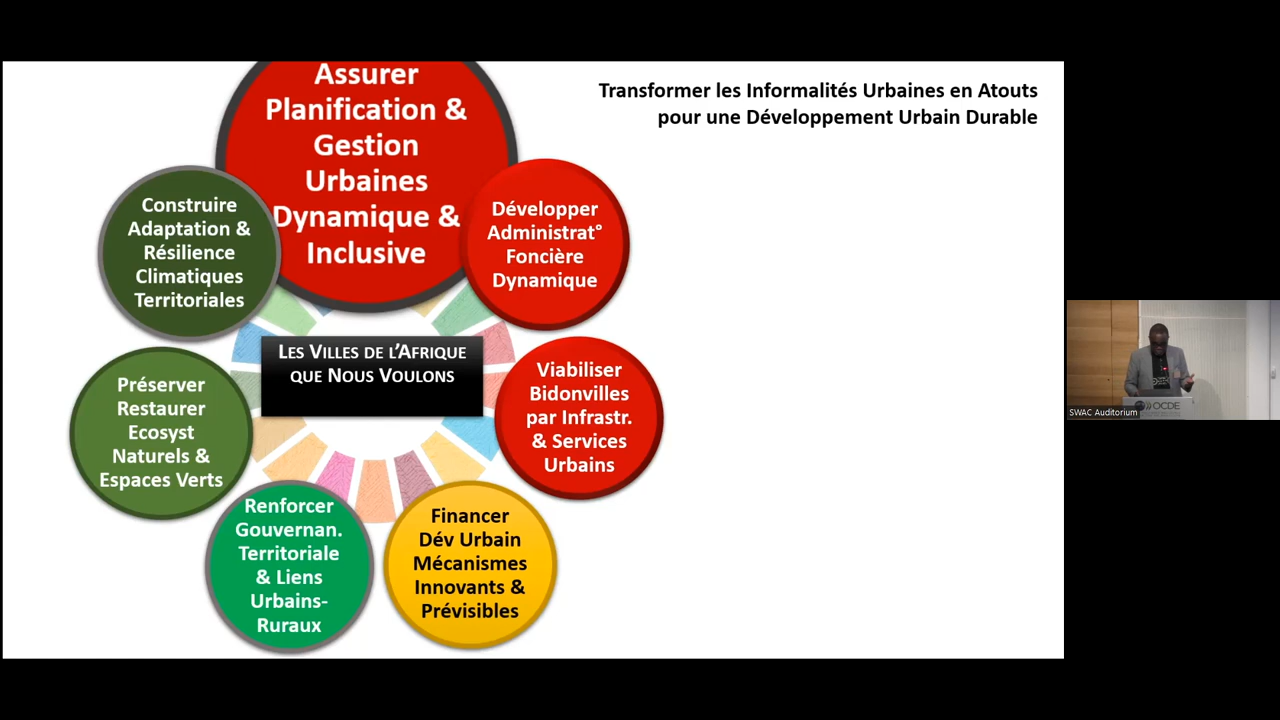 Transformer les Informalités Urbaines en Atouts
pour une Développement Urbain Durable
Assurer
Planification &
Gestion
Urbaines
Dynamique &
Inclusive
Développer
Administrat°
Foncière
Dynamique
Viabiliser
Bidonvilles
par Infrastr.
& Services
Urbains
Financer
Dév Urbain
Mécanismes
Innovants &
Prévisibles
Renforcer
Gouvernan.
Territoriale
& Liens
Urbains-
Ruraux
Préserver
Restaurer
Ecosyst
Naturels &
Espaces Verts
Construire
Adaptation &
Résilience
Climatiques
Territoriales
LES VILLES DE L'AFRIQUE
QUE NOUS VOULONS
OCDE
SWAC Auditorium